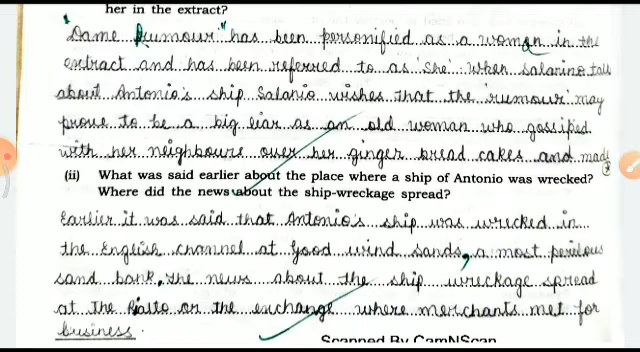 her in the extract?
"Dame Rumour" has been personified as a woman in the
extract and has been referred to as 'She'. When Salarino talk
about Antonio's ship Salanio wishes that the 'rumour' may
prove to be a big liar as an old woman who gossiped
with her neighbours over her ginger bread cakes and made
(ii) What was said earlier about the place where a ship of Antonio was wrecked?
Where did the news about the ship-wreckage spread?
Earlier it was said that Antonio's ship was wrecked in
the English channel at Good wind sands, a most perilous
sand bank, the news about the ship wreckage spread
at the Rialto or the exchange where merchants met for
business.
Scanned By CamNScan